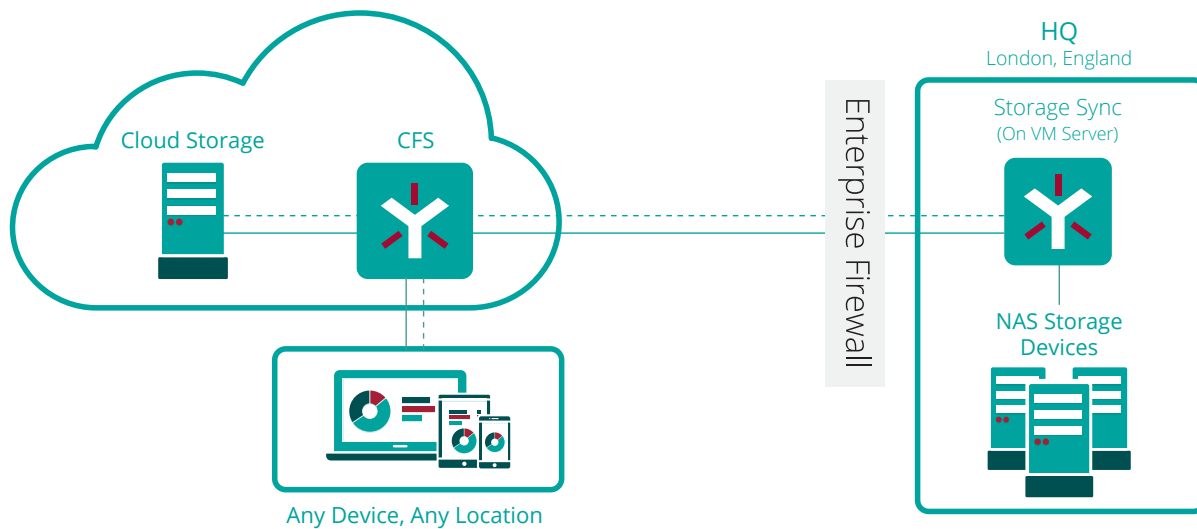 HQ
London, England
Cloud Storage
CFS
Enterprise Firewall
Storage Sync
(On VM Server)
NAS Storage
Devices
Any Device, Any Location